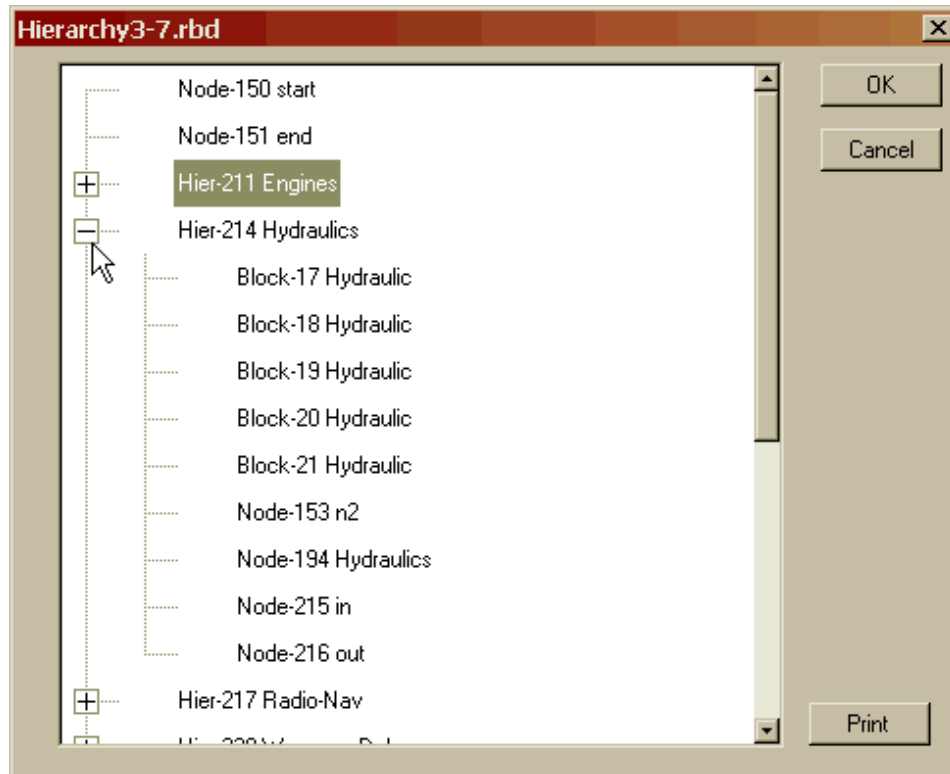 Hierarchy3-7.rbd
Node-150 start
OK
Node-151 end
Cancel
Hier-211 Engines
Hier-214 Hydraulics
Block-17 Hydraulic
Block-18 Hydraulic
Block-19 Hydraulic
Block-20 Hydraulic
Block-21 Hydraulic
Node-153 n2
Node-194 Hydraulics
Node-215 in
Node-216 out
Hier-217 Radio-Nav
Print